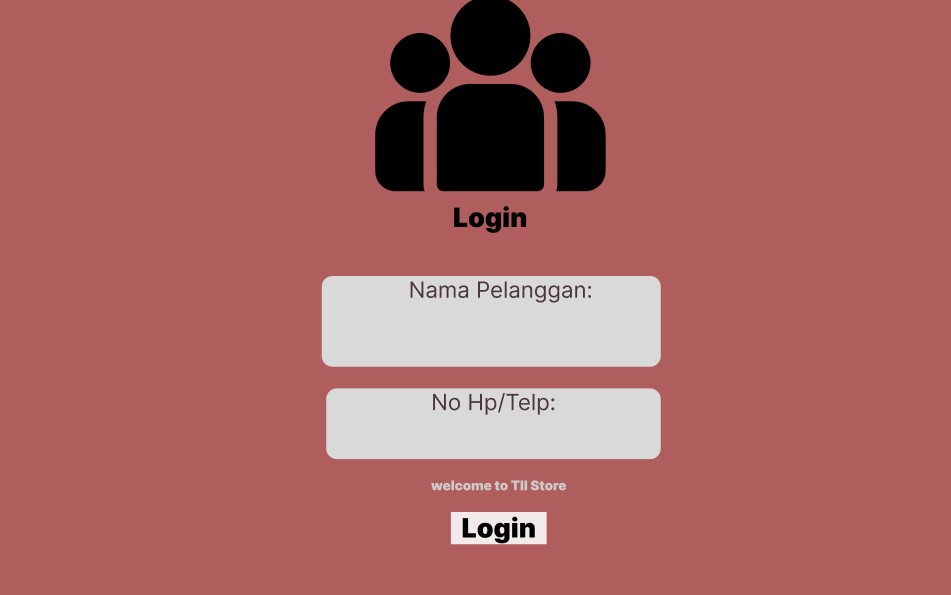 Login
Nama Pelanggan:
No Hp/Telp:
welcome to TII Store
Login